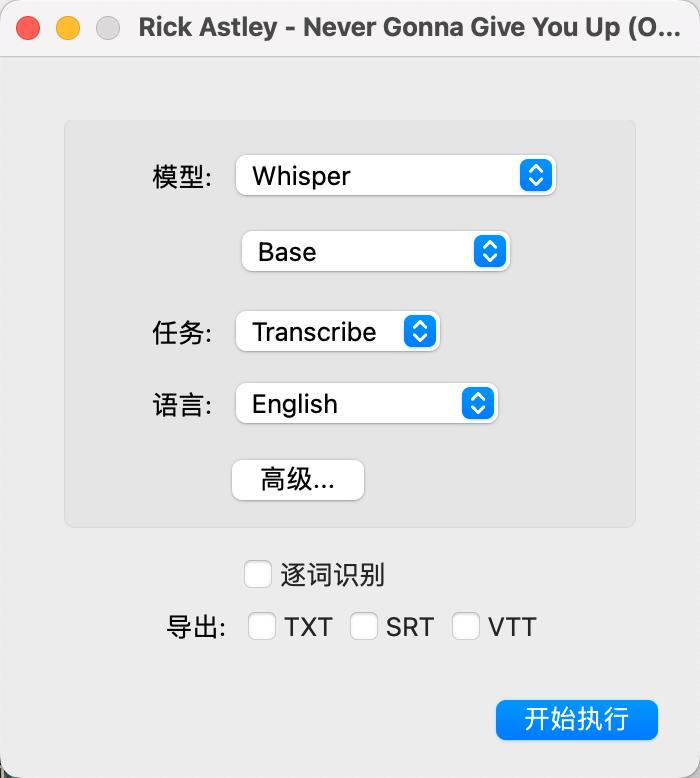 Rick Astley - Never Gonna Give You Up (O...
模型: Whisper
Base
任务: Transcribe
语言: English
高级...
逐词识别
导出: TXT SRT VTT
开始执行